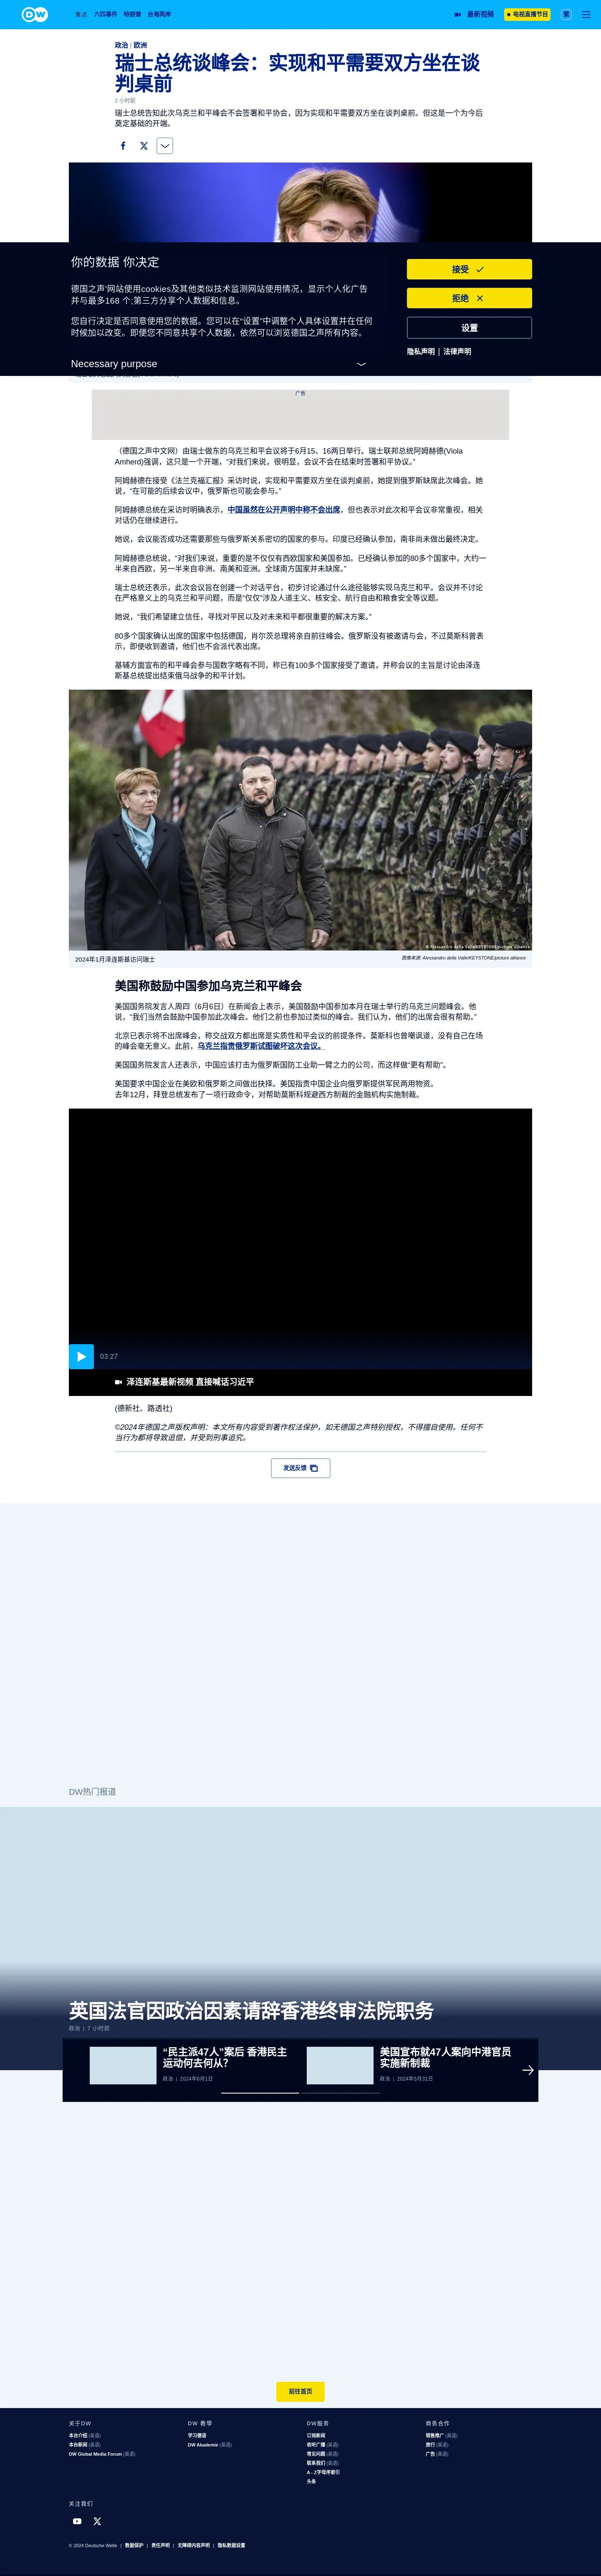 DW
焦点 六四事件 特朗普 台海两岸
最新视频
电视直播节目
繁
政治 | 欧洲
瑞士总统谈峰会：实现和平需要双方坐在谈
判桌前
2 小时前
瑞士总统告知此次乌克兰和平峰会不会签署和平协会，因为实现和平需要双方坐在谈判桌前。但这是一个为今后
奠定基础的开端。
你的数据 你决定
德国之声’网站使用cookies及其他类似技术监测网站使用情况，显示个人化广告
并与最多168 个;第三方分享个人数据和信息。
您自行决定是否同意使用您的数据。您可以在“设置”中调整个人具体设置并在任何
时候加以改变。即便您不同意共享个人数据，依然可以浏览德国之声所有内容。
Necessary purpose
接受
拒绝
设置
隐私声明 | 法律声明
广告
（德国之声中文网）由瑞士做东的乌克兰和平会议将于6月15、16两日举行。瑞士联邦总统阿姆赫德(Viola
Amherd)强调，这只是一个开端，“对我们来说，很明显，会议不会在结束时签署和平协议。”
阿姆赫德在接受《法兰克福汇报》采访时说，实现和平需要双方坐在谈判桌前，她提到俄罗斯缺席此次峰会。她
说，“在可能的后续会议中，俄罗斯也可能会参与。”
阿姆赫德总统在采访时明确表示，中国虽然在公开声明中称不会出席，但也表示对此次和平会议非常重视，相关
对话仍在继续进行。
她说，会议能否成功还需要那些与俄罗斯关系密切的国家的参与。印度已经确认参加，南非尚未做出最终决定。
阿姆赫德总统说，“对我们来说，重要的是不仅仅有西欧国家和美国参加。已经确认参加的80多个国家中，大约一
半来自西欧，另一半来自非洲、南美和亚洲。全球南方国家并未缺席。”
瑞士总统还表示，此次会议旨在创建一个对话平台，初步讨论通过什么途径能够实现乌克兰和平。会议并不讨论
在严格意义上的乌克兰和平问题，而是“仅仅”涉及人道主义、核安全、航行自由和粮食安全等议题。
她说，“我们希望建立信任，寻找对平民以及对未来和平都很重要的解决方案。”
80多个国家确认出席的国家中包括德国，肖尔茨总理将亲自前往峰会。俄罗斯没有被邀请与会，不过莫斯科曾表
示，即使收到邀请，他们也不会派代表出席。
基辅方面宣布的和平峰会参与国数字略有不同，称已有100多个国家接受了邀请，并称会议的主旨是讨论由泽连
斯基总统提出结束俄乌战争的和平计划。
© Alessandro della Valle/KEYSTONE/picture alliance
2024年1月泽连斯基访问瑞士
图像来源: Alessandro della Valle/KEYSTONE/picture alliance
美国称鼓励中国参加乌克兰和平峰会
美国国务院发言人周四（6月6日）在新闻会上表示，美国鼓励中国参加本月在瑞士举行的乌克兰问题峰会。他
说，“我们当然会鼓励中国参加此次峰会。他们之前也参加过类似的峰会。我们认为，他们的出席会很有帮助。”
北京已表示将不出席峰会，称交战双方都出席是实质性和平会议的前提条件。莫斯科也曾嘲讽道，没有自己在场
的峰会毫无意义。此前，乌克兰指责俄罗斯试图破坏这次会议。
美国国务院发言人还表示，中国应该打击为俄罗斯国防工业助一臂之力的公司，而这样做“更有帮助”。
美国要求中国企业在美欧和俄罗斯之间做出抉择。美国指责中国企业向俄罗斯提供军民两用物资。
去年12月，拜登总统发布了一项行政命令，对帮助莫斯科规避西方制裁的金融机构实施制裁。
03:27
泽连斯基最新视频 直接喊话习近平
(德新社、路透社)
©2024年德国之声版权声明：本文所有内容受到著作权法保护，如无德国之声特别授权，不得擅自使用。任何不
当行为都将导致追偿，并受到刑事追究。
发送反馈
DW热门报道
英国法官因政治因素请辞香港终审法院职务
政治 | 7 小时前
“民主派47人”案后 香港民主
运动何去何从？
政治 | 2024年6月1日
美国宣布就47人案向中港官员
实施新制裁
政治 | 2024年5月31日
前往首页
关于DW
本台介绍 (英语)
本台新闻 (英语)
DW Global Media Forum (英语)
DW 教學
学习德语
DW Akademie (英语)
DW服务
订阅新闻
收听广播 (英语)
常见问题 (英语)
联系我们 (英语)
A - Z字母序索引
头条
商务合作
销售推广 (英语)
旅行 (英语)
广告 (英语)
关注我们
© 2024 Deutsche Welle | 数据保护 | 责任声明 | 无障碍内容声明 | 隐私数据设置